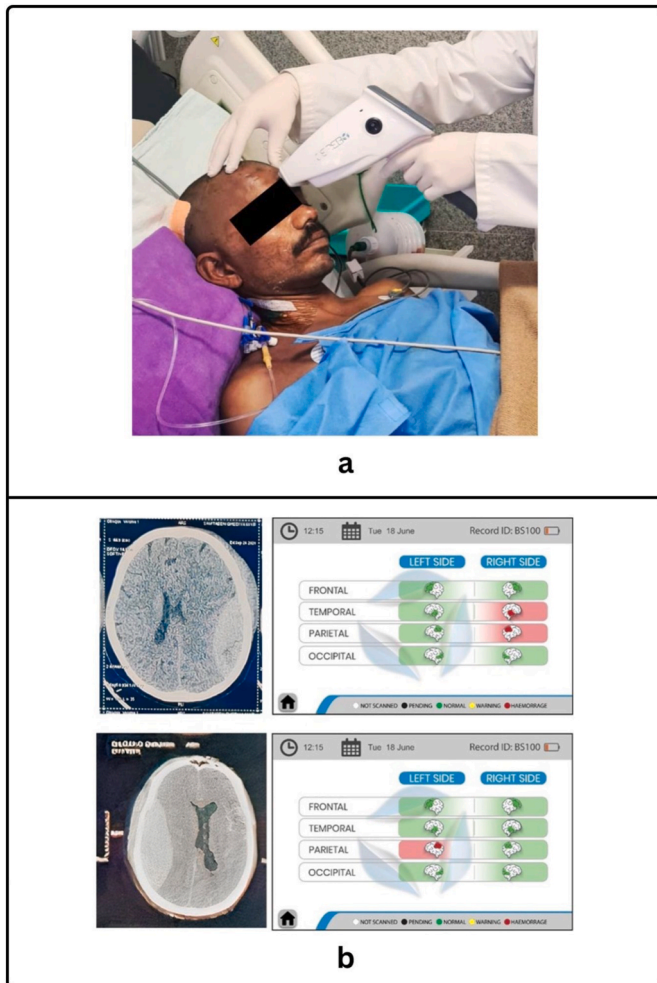 a
12:15 Tue 18 June Record ID: BS100
LEFT SIDE RIGHT SIDE
FRONTAL
TEMPORAL
PARIETAL
OCCIPITAL
NOT SCANNED PENDING NORMAL WARNING HAEMORRAGE
12:15 Tue 18 June Record ID: BS100
LEFT SIDE RIGHT SIDE
FRONTAL
TEMPORAL
PARIETAL
OCCIPITAL
NOT SCANNED PENDING NORMAL WARNING HAEMORRAGE
b